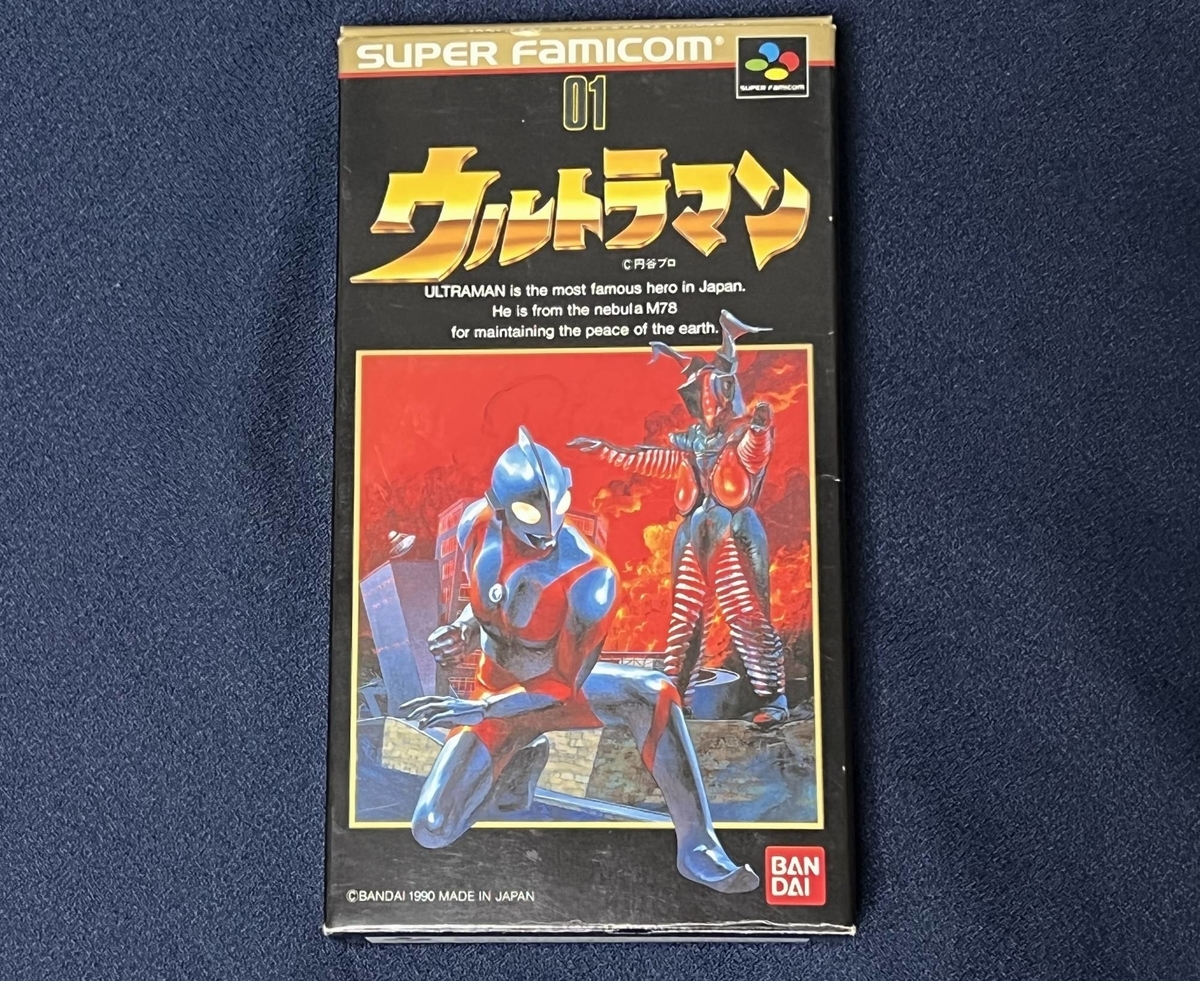 SUPER FAMICOM®
SUPER FAMICOM
01
ウルトラマン
©円谷プロ
ULTRAMAN is the most famous hero in Japan.
He is from the nebula M78
for maintaining the peace of the earth.
©BANDAI 1990 MADE IN JAPAN
BAN
DAI